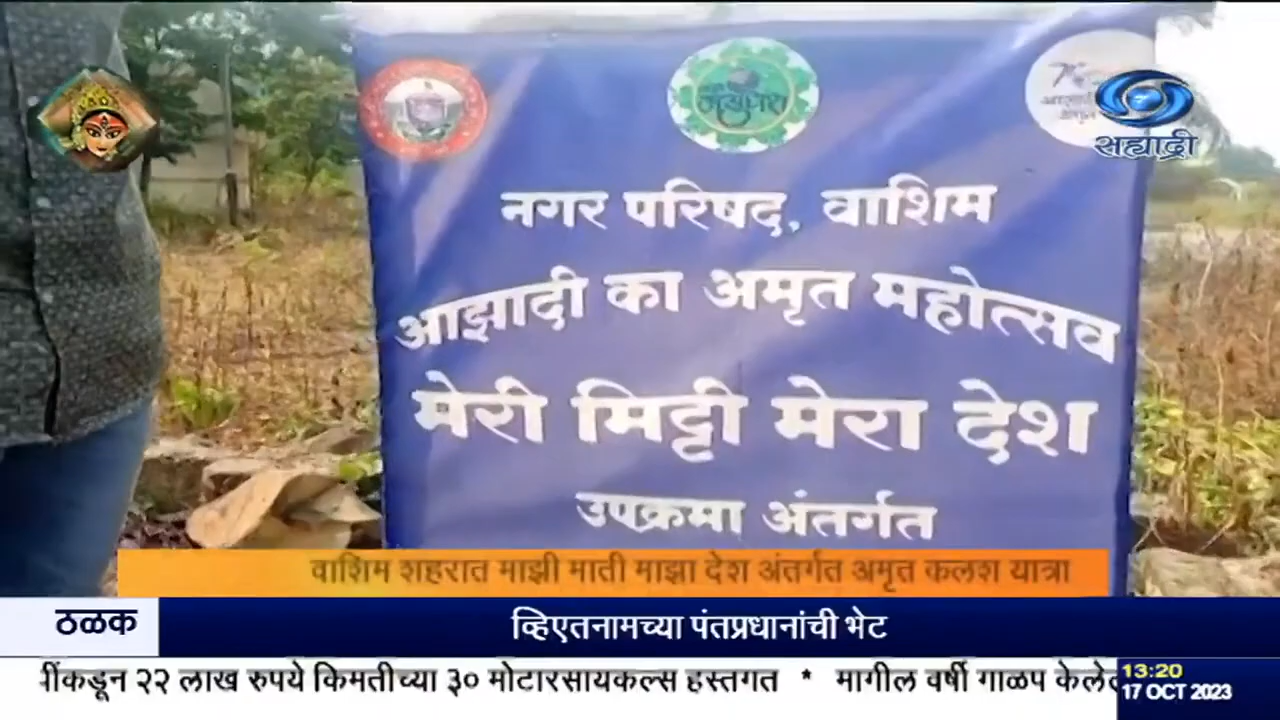 सह्याद्री
नगर परिषद, वाशिम
आझादी का अमृत महोत्सव
मेरी मिट्टी मेरा देश
उपक्रमा अंतर्गत
वाशिम शहरात माझी माती माझा देश अंतर्गत अमृत कलश यात्रा
ठळक
व्हिएतनामच्या पंतप्रधानांची भेट
ींकडून २२ लाख रुपये किमतीच्या ३० मोटारसायकल्स हस्तगत * मागील वर्षी गाळप केले
13:20
17 OCT 2023